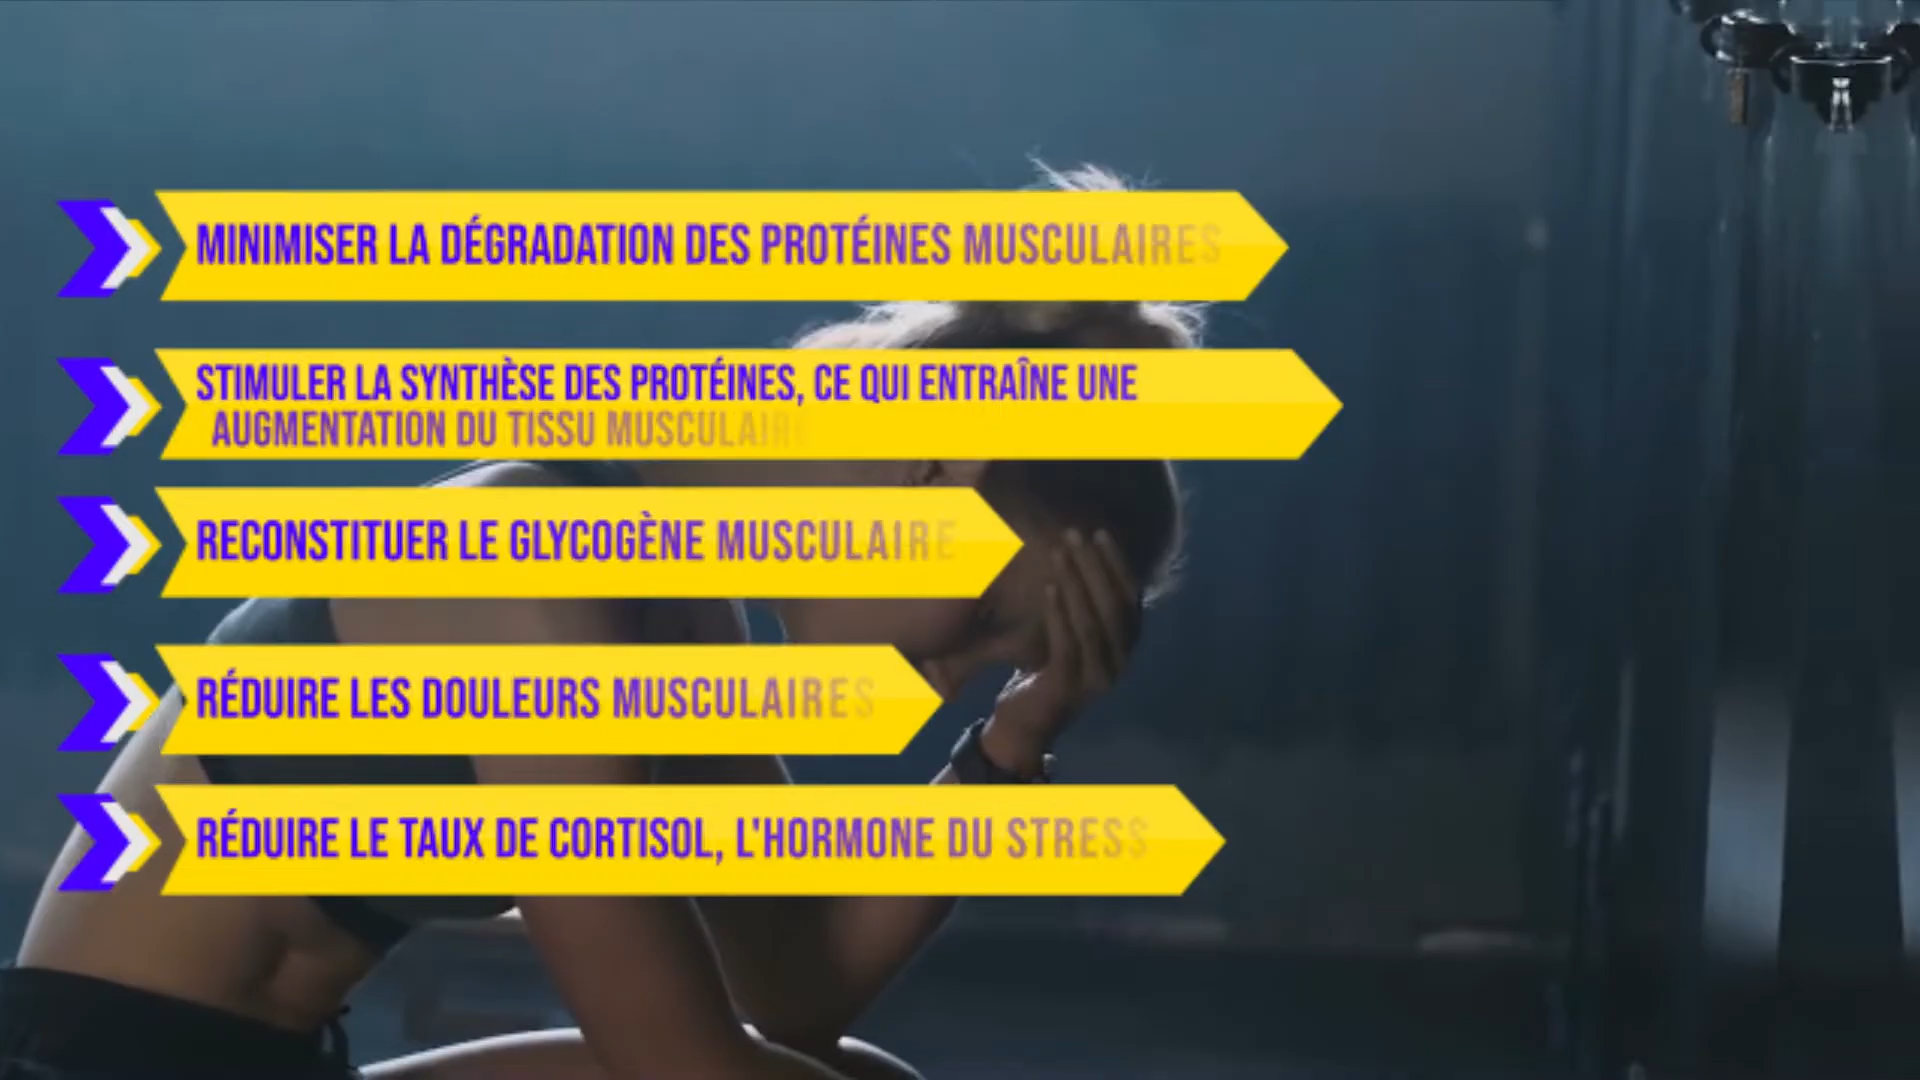 MINIMISER LA DÉGRADATION DES PROTÉINES MUSCULAIRES
STIMULER LA SYNTHÈSE DES PROTÉINES, CE QUI ENTRAÎNE UNE
AUGMENTATION DU TISSU MUSCULAIRE
RECONSTITUER LE GLYCOGÈNE MUSCULAIRE
RÉDUIRE LES DOULEURS MUSCULAIRES
RÉDUIRE LE TAUX DE CORTISOL, L'HORMONE DU STRESS